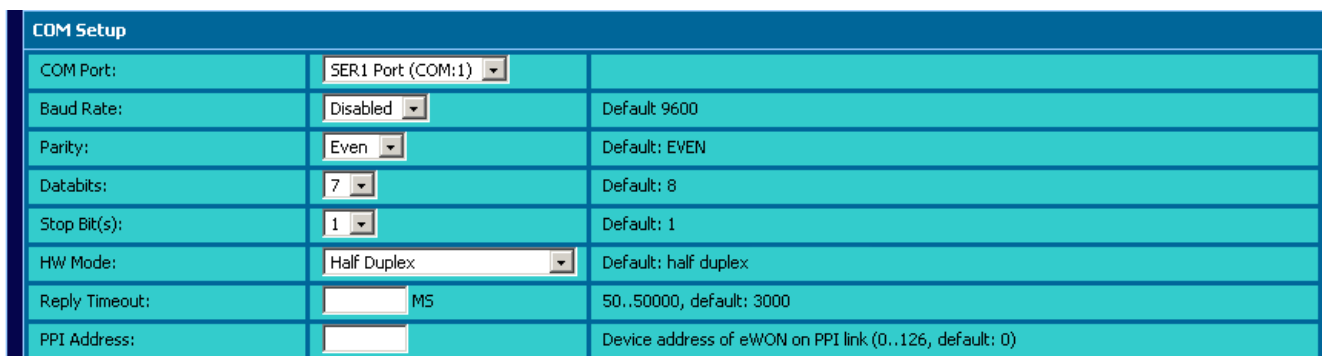 COM Setup
COM Port: SER1 Port (COM:1)
Baud Rate: Disabled Default 9600
Parity: Even Default: EVEN
Databits: 7 Default: 8
Stop Bit(s): 1 Default: 1
HW Mode: Half Duplex Default: half duplex
Reply Timeout: MS 50..50000, default: 3000
PPI Address: Device address of eWON on PPI link (0..126, default: 0)